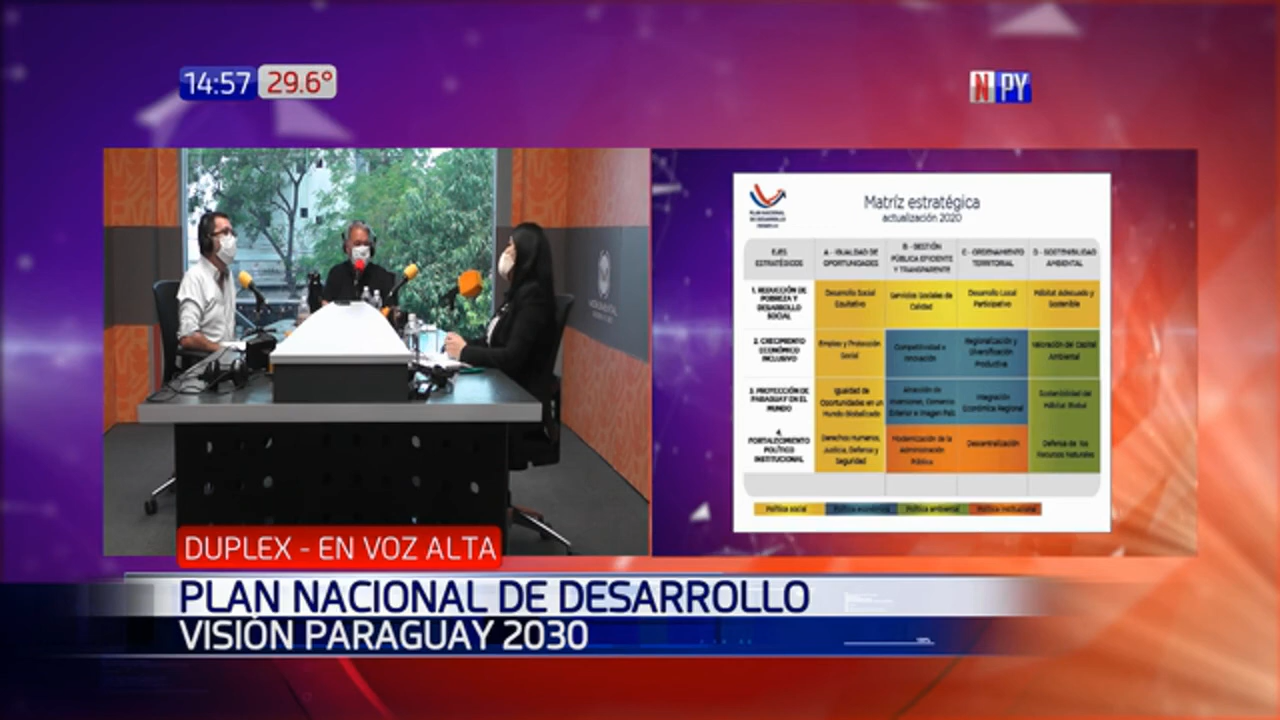 14:57 29.6°
N PY
PLAN NACIONAL
DE DESARROLLO
Matríz estratégica
actualización 2020
EJES
ESTRATÉGICOS
A - IGUALDAD DE
OPORTUNIDADES
B - GESTIÓN
PÚBLICA EFICIENTE
Y TRANSPARENTE
C - ORDENAMIENTO
TERRITORIAL
D - SOSTENIBILIDAD
AMBIENTAL
1. REDUCCIÓN DE
POBREZA Y
DESARROLLO
SOCIAL
Desarrollo Social
Equitativo
Servicios Sociales de
Calidad
Desarrollo Local
Participativo
Hábitat Adecuado y
Sostenible
2. CRECIMIENTO
ECONÓMICO
INCLUSIVO
Empleo y Protección
Social
Competitividad e
Innovación
Regionalización y
Diversificación
Productiva
Valoración del Capital
Ambiental
3. PROYECCIÓN DE
PARAGUAY EN EL
MUNDO
Igualdad de
Oportunidades en un
Mundo Globalizado
Atracción de
Inversiones, Comercio
Exterior e Imagen País
Integración
Económica Regional
Sostenibilidad del
Hábitat Global
4.
FORTALECIMIENTO
POLÍTICO
INSTITUCIONAL
Derechos Humanos,
Justicia, Defensa y
Seguridad
Modernización de la
Administración
Pública
Descentralización
Defensa de los
Recursos Naturales
Política social Política económica Política ambiental Política institucional
DUPLEX - EN VOZ ALTA
PLAN NACIONAL DE DESARROLLO
VISIÓN PARAGUAY 2030